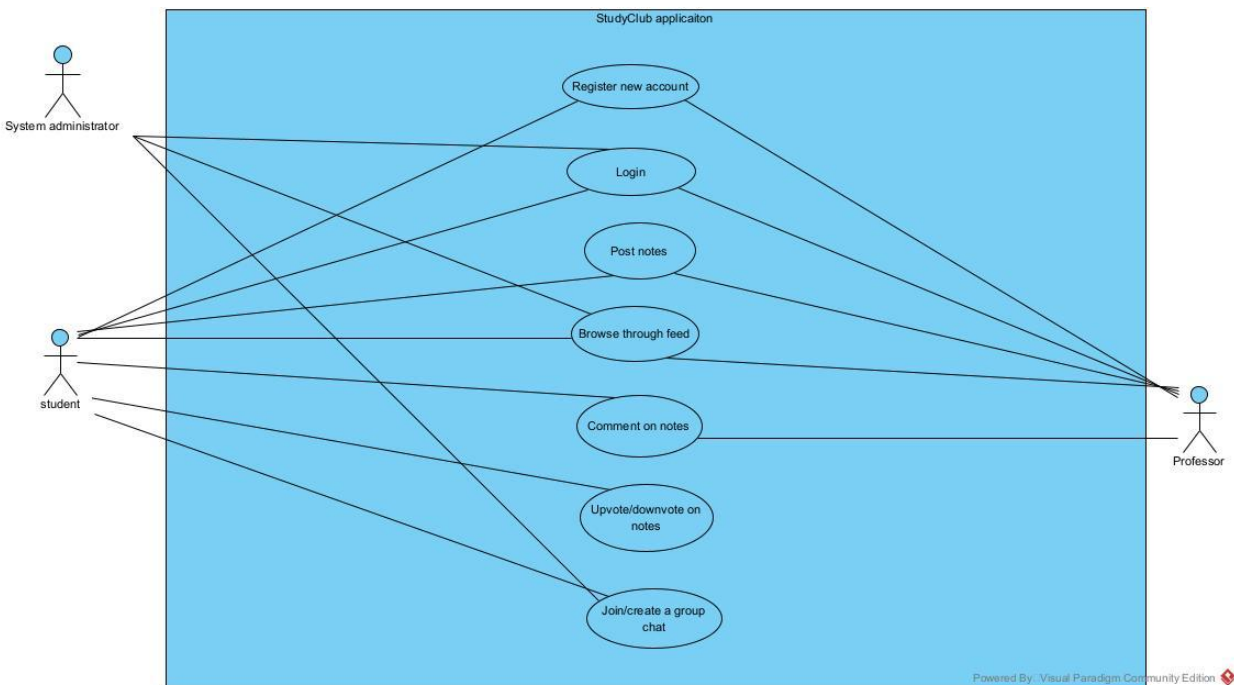 StudyClub applicaiton
Register new account
System administrator
Login
Post notes
Browse through feed
student
Comment on notes
Professor
Upvote/downvote on
notes
Join/create a group
chat
Powered By Visual Paradigm Community Edition